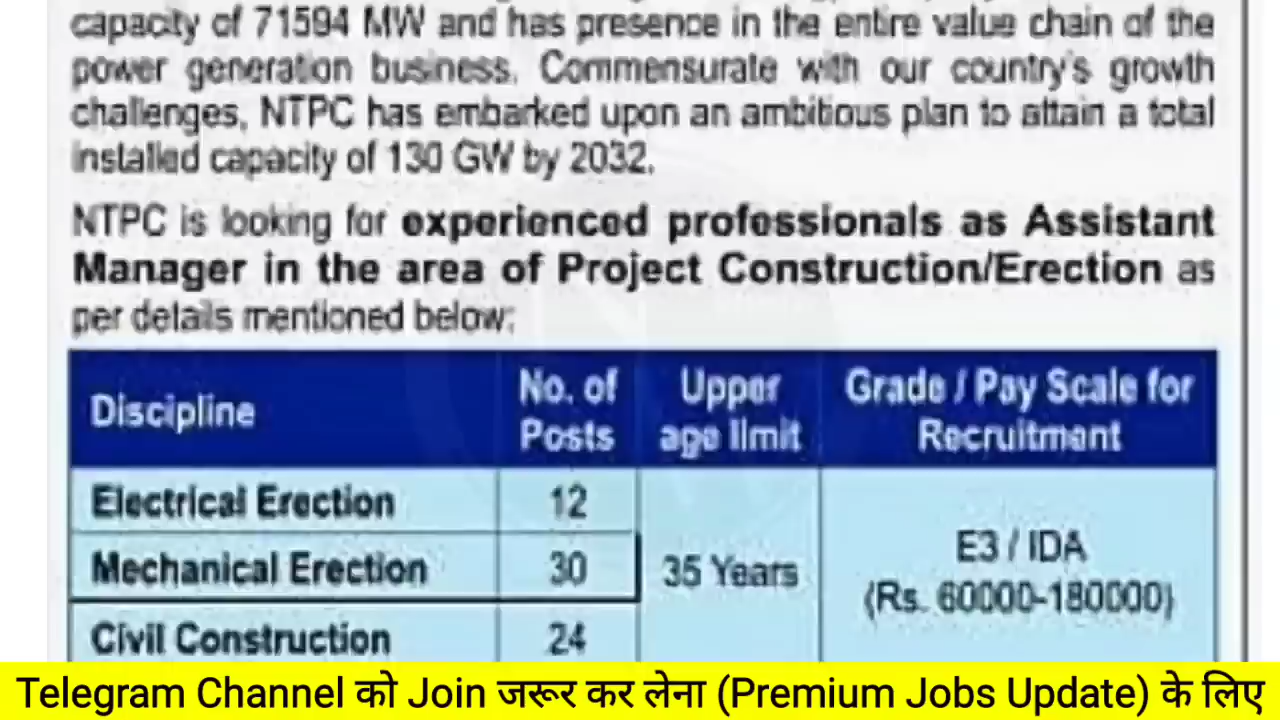 capacity of 71594 MW and has presence in the entire value chain of the
power generation business. Commensurate with our country's growth
challenges, NTPC has embarked upon an ambitious plan to attain a total
installed capacity of 130 GW by 2032.
NTPC is looking for experienced professionals as Assistant
Manager in the area of Project Construction/Erection as
per details mentioned below:
Discipline No. of Posts Upper age limit Grade / Pay Scale for Recruitment
Electrical Erection 12
Mechanical Erection 30
Civil Construction 24
35 Years
E3 / IDA
(Rs. 60000-180000)
Telegram Channel को Join जरूर कर लेना (Premium Jobs Update) के लिए